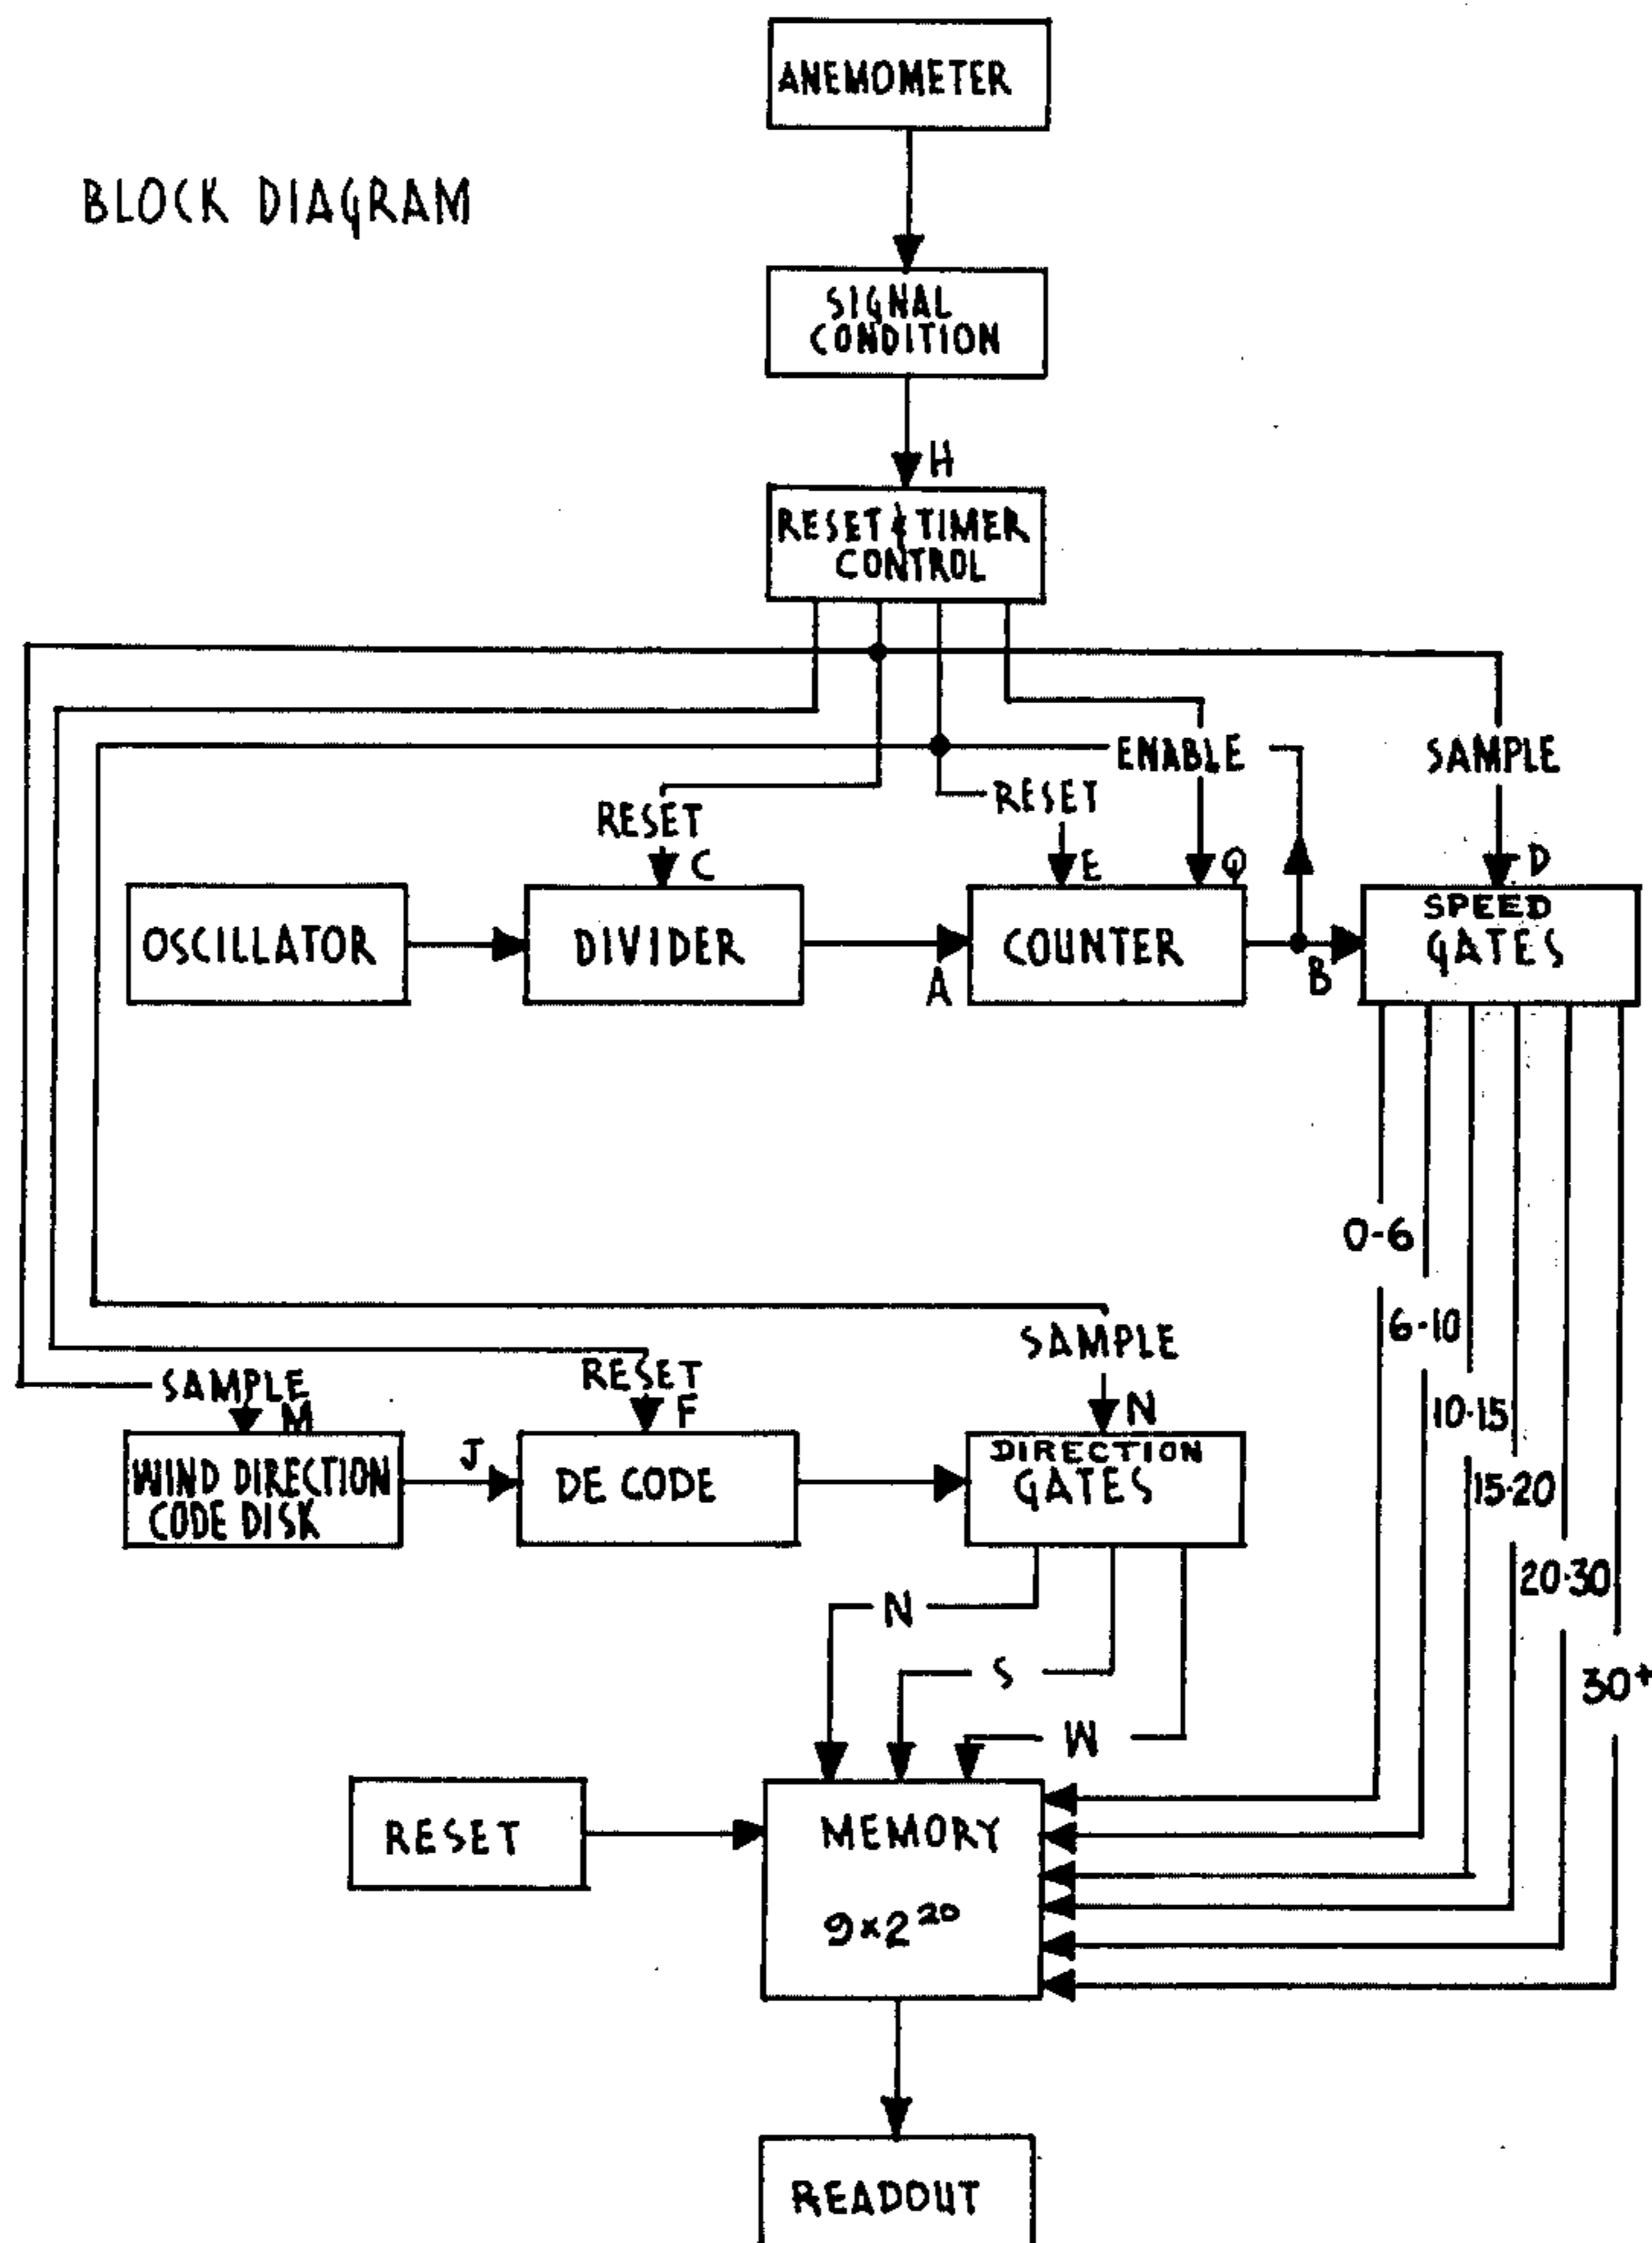 ANEMOMETER
BLOCK DIAGRAM
SIGNAL
CONDITION
H
RESET & TIMER
CONTROL
ENABLE
SAMPLE
RESET
RESET
C
E
Q
D
OSCILLATOR
DIVIDER
A
COUNTER
B
SPEED
GATES
0-6
6-10
10-15
15-20
20-30
30+
SAMPLE
M
RESET
F
SAMPLE
N
WIND DIRECTION
CODE DISK
J
DE CODE
DIRECTION
GATES
N
S
W
RESET
MEMORY
9x2²⁰
READOUT